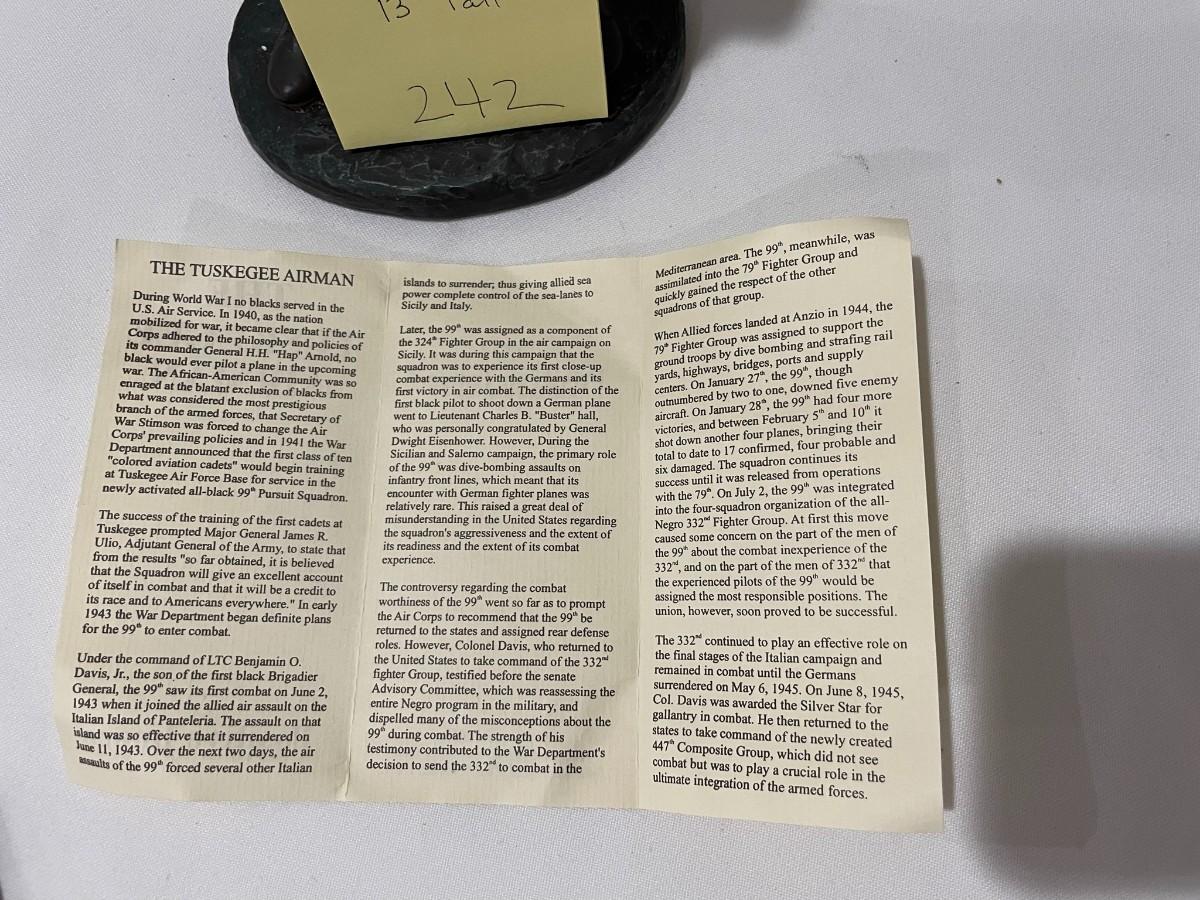 13" Tall
242
THE TUSKEGEE AIRMAN
During World War I no blacks served in the
U.S. Air Service. In 1940, as the nation
mobilized for war, it became clear that if the Air
Corps adhered to the philosophy and policies of
its commander General H.H. "Hap" Arnold, no
black would ever pilot a plane in the upcoming
war. The African-American Community was so
enraged at the blatant exclusion of blacks from
what was considered the most prestigious
branch of the armed forces, that Secretary of
War Stimson was forced to change the Air
Corps' prevailing policies and in 1941 the War
Department announced that the first class of ten
"colored aviation cadets" would begin training
at Tuskegee Air Force Base for service in the
newly activated all-black 99th Pursuit Squadron.
The success of the training of the first cadets at
Tuskegee prompted Major General James R.
Ulio, Adjutant General of the Army, to state that
from the results "so far obtained, it is believed
that the Squadron will give an excellent account
of itself in combat and that it will be a credit to
its race and to Americans everywhere." In early
1943 the War Department began definite plans
for the 99th to enter combat.
Under the command of LTC Benjamin O.
Davis, Jr., the son of the first black Brigadier
General, the 99th saw its first combat on June 2,
1943 when it joined the allied air assault on the
Italian Island of Panteleria. The assault on that
island was so effective that it surrendered on
June 11, 1943. Over the next two days, the air
assaults of the 99th forced several other Italian
islands to surrender; thus giving allied sea
power complete control of the sea-lanes to
Sicily and Italy.
Later, the 99th was assigned as a component of
the 324th Fighter Group in the air campaign on
Sicily. It was during this campaign that the
squadron was to experience its first close-up
combat experience with the Germans and its
first victory in air combat. The distinction of the
first black pilot to shoot down a German plane
went to Lieutenant Charles B. "Buster" hall,
who was personally congratulated by General
Dwight Eisenhower. However, During the
Sicilian and Salerno campaign, the primary role
of the 99th was dive-bombing assaults on
infantry front lines, which meant that its
encounter with German fighter planes was
relatively rare. This raised a great deal of
misunderstanding in the United States regarding
the squadron's aggressiveness and the extent of
its readiness and the extent of its combat
experience.
The controversy regarding the combat
worthiness of the 99th went so far as to prompt
the Air Corps to recommend that the 99th be
returned to the states and assigned rear defense
roles. However, Colonel Davis, who returned to
the United States to take command of the 332nd
fighter Group, testified before the senate
Advisory Committee, which was reassessing the
entire Negro program in the military, and
dispelled many of the misconceptions about the
99th during combat. The strength of his
testimony contributed to the War Department's
decision to send the 332nd to combat in the
Mediterranean area. The 99th, meanwhile, was
assimilated into the 79th Fighter Group and
quickly gained the respect of the other
squadrons of that group.
When Allied forces landed at Anzio in 1944, the
79th Fighter Group was assigned to support the
ground troops by dive bombing and strafing rail
yards, highways, bridges, ports and supply
centers. On January 27th, the 99th, though
outnumbered by two to one, downed five enemy
aircraft. On January 28th, the 99th had four more
victories, and between February 5th and 10th it
shot down another four planes, bringing their
total to date to 17 confirmed, four probable and
six damaged. The squadron continues its
success until it was released from operations
with the 79th. On July 2, the 99th was integrated
into the four-squadron organization of the all-
Negro 332nd Fighter Group. At first this move
caused some concern on the part of the men of
the 99th about the combat inexperience of the
332nd, and on the part of the men of 332nd that
the experienced pilots of the 99th would be
assigned the most responsible positions. The
union, however, soon proved to be successful.
The 332nd continued to play an effective role on
the final stages of the Italian campaign and
remained in combat until the Germans
surrendered on May 6, 1945. On June 8, 1945,
Col. Davis was awarded the Silver Star for
gallantry in combat. He then returned to the
states to take command of the newly created
447th Composite Group, which did not see
combat but was to play a crucial role in the
ultimate integration of the armed forces.